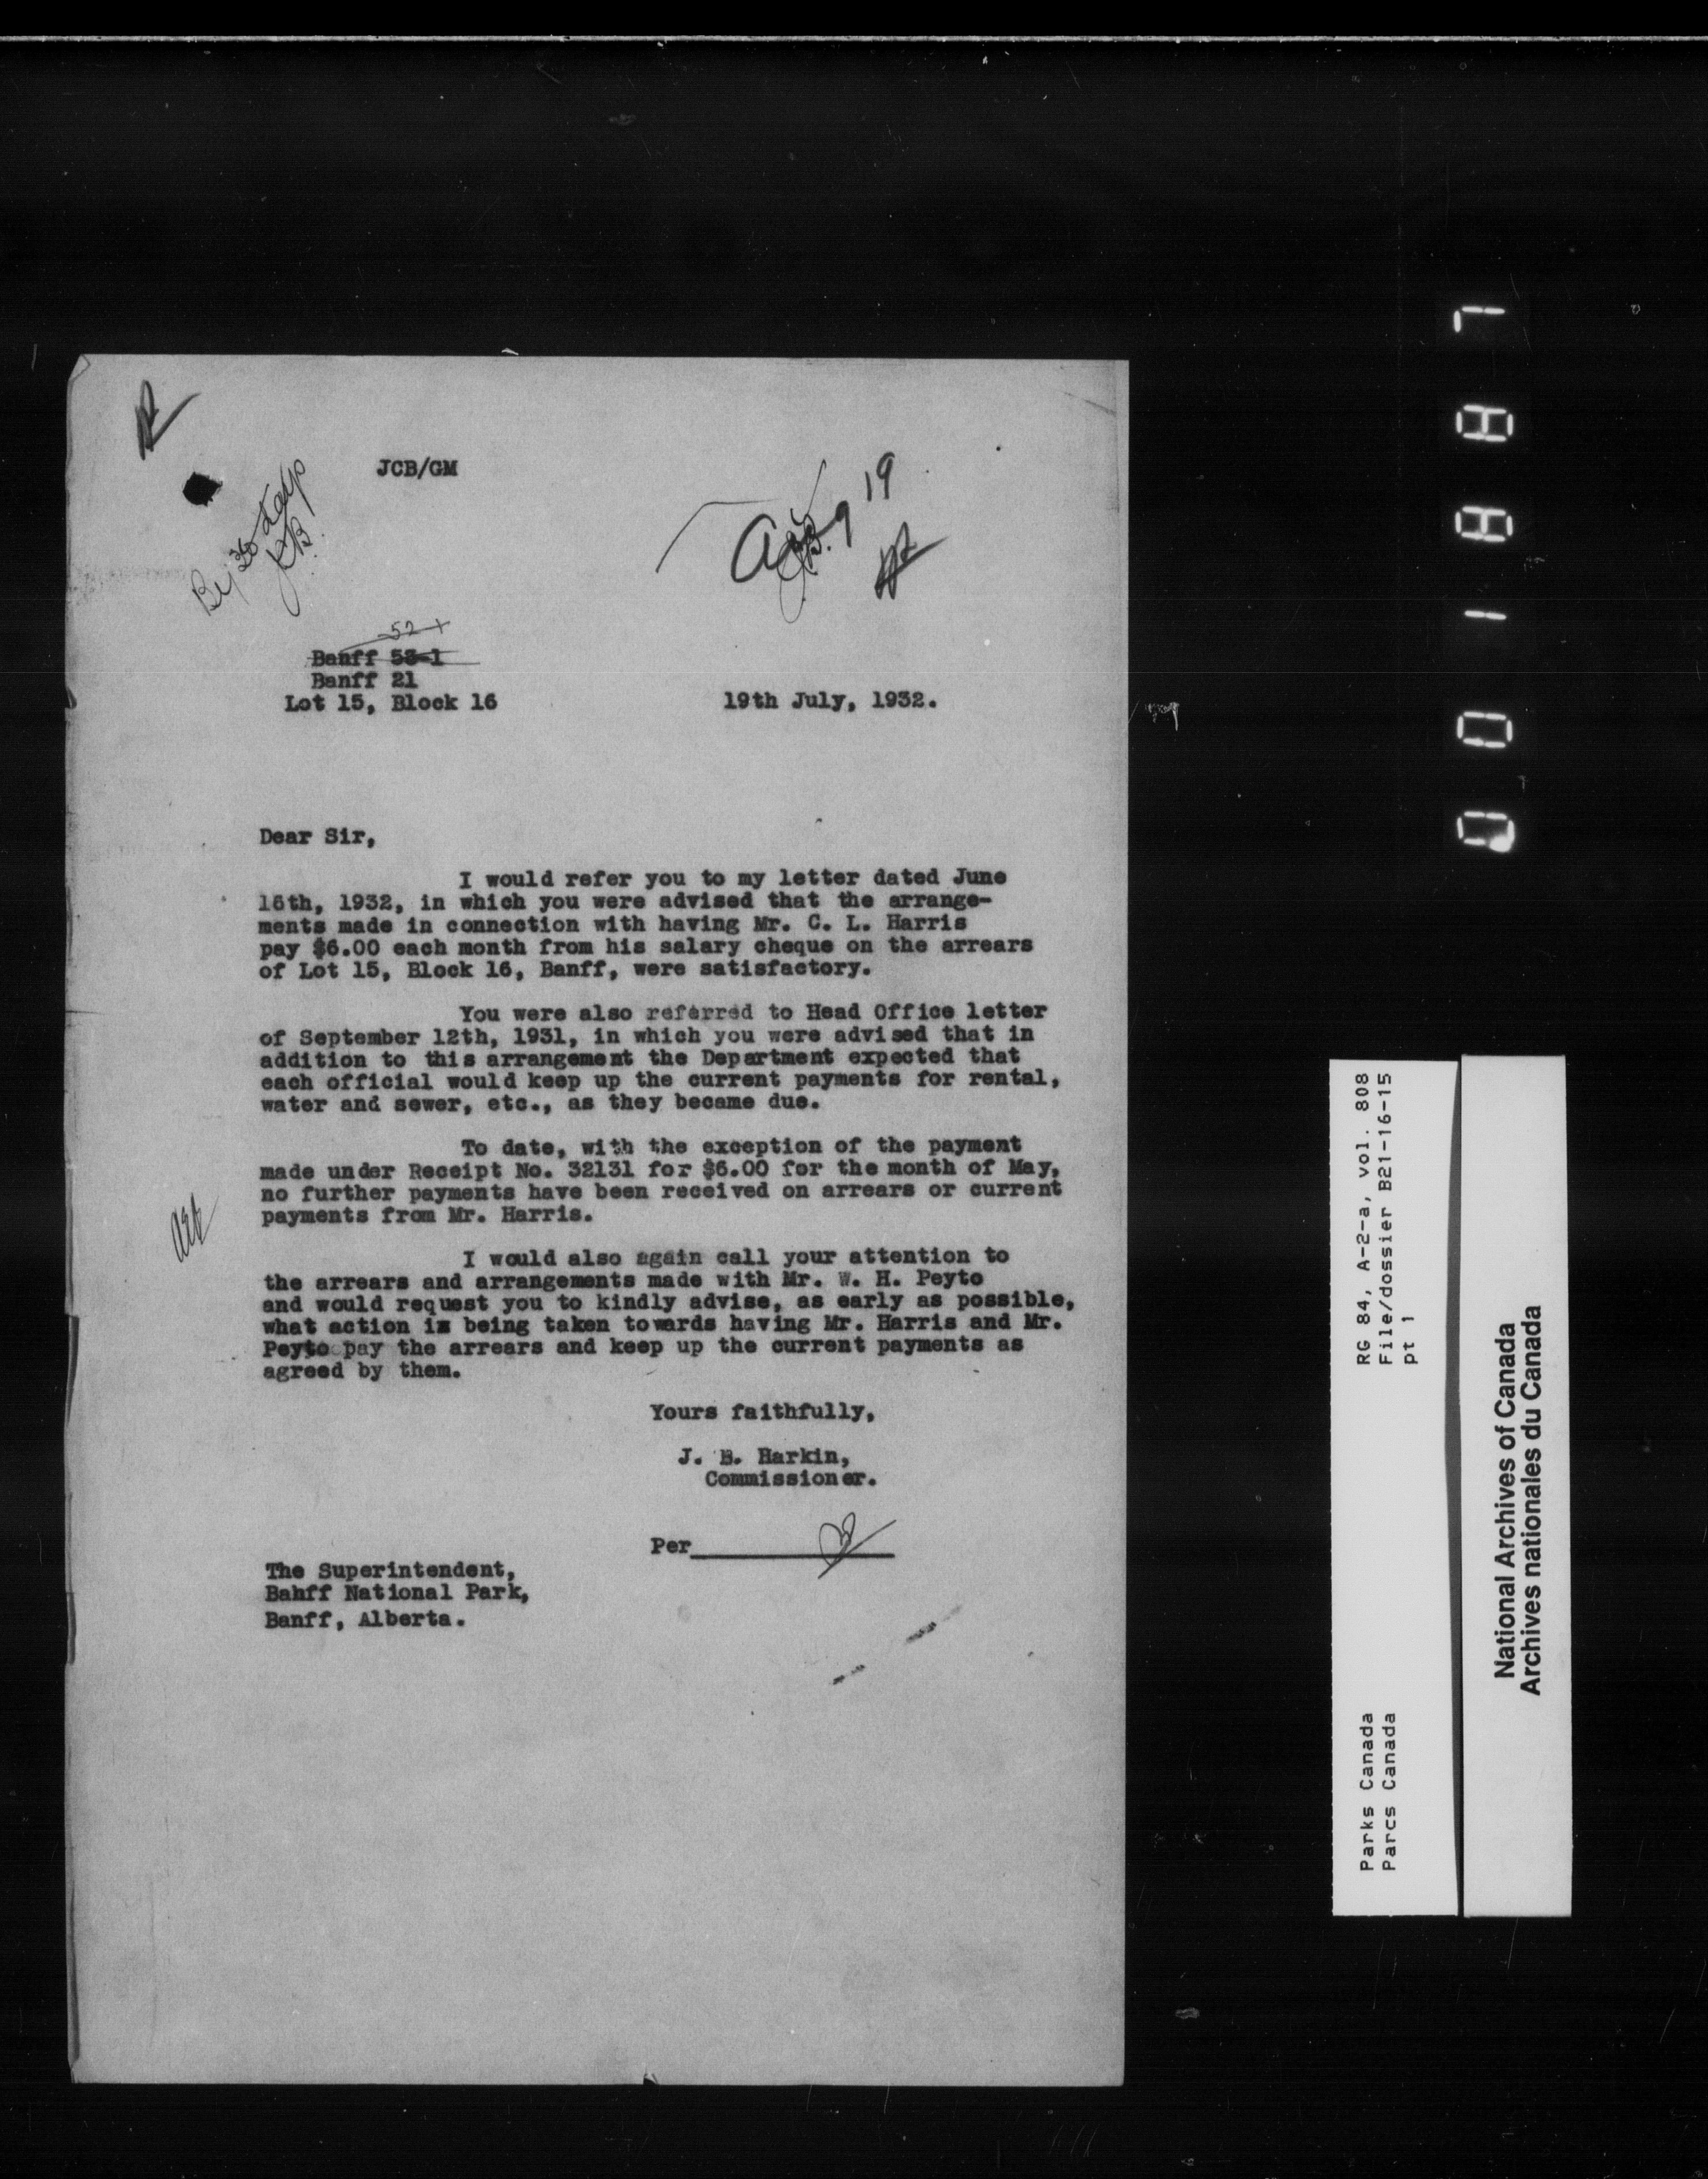 JCB/GM
By 30
Aug 9 19
52
Banff 53-1
Banff 21
Lot 15, Block 16
19th July, 1932.
Dear Sir,
I would refer you to my letter dated June
16th, 1932, in which you were advised that the arrange-
ments made in connection with having Mr. C. L. Harris
pay $6.00 each month from his salary cheque on the arrears
of Lot 15, Block 16, Banff, were satisfactory.
You were also referred to Head Office letter
of September 12th, 1931, in which you were advised that in
addition to this arrangement the Department expected that
each official would keep up the current payments for rental,
water and sewer, etc., as they became due.
To date, with the exception of the payment
made under Receipt No. 32131 for $6.00 for the month of May,
no further payments have been received on arrears or current
payments from Mr. Harris.
I would also again call your attention to
the arrears and arrangements made with Mr. W. H. Peyto
and would request you to kindly advise, as early as possible,
what action is being taken towards having Mr. Harris and Mr.
Peyto pay the arrears and keep up the current payments as
agreed by them.
Yours faithfully,
J. B. Harkin,
Commissioner.
Per
The Superintendent,
Bahff National Park,
Banff, Alberta.
RG 84, A-2-a, vol. 808
File/dossier B21-16-15
pt 1
Parks Canada
Parcs Canada
National Archives of Canada
Archives nationales du Canada